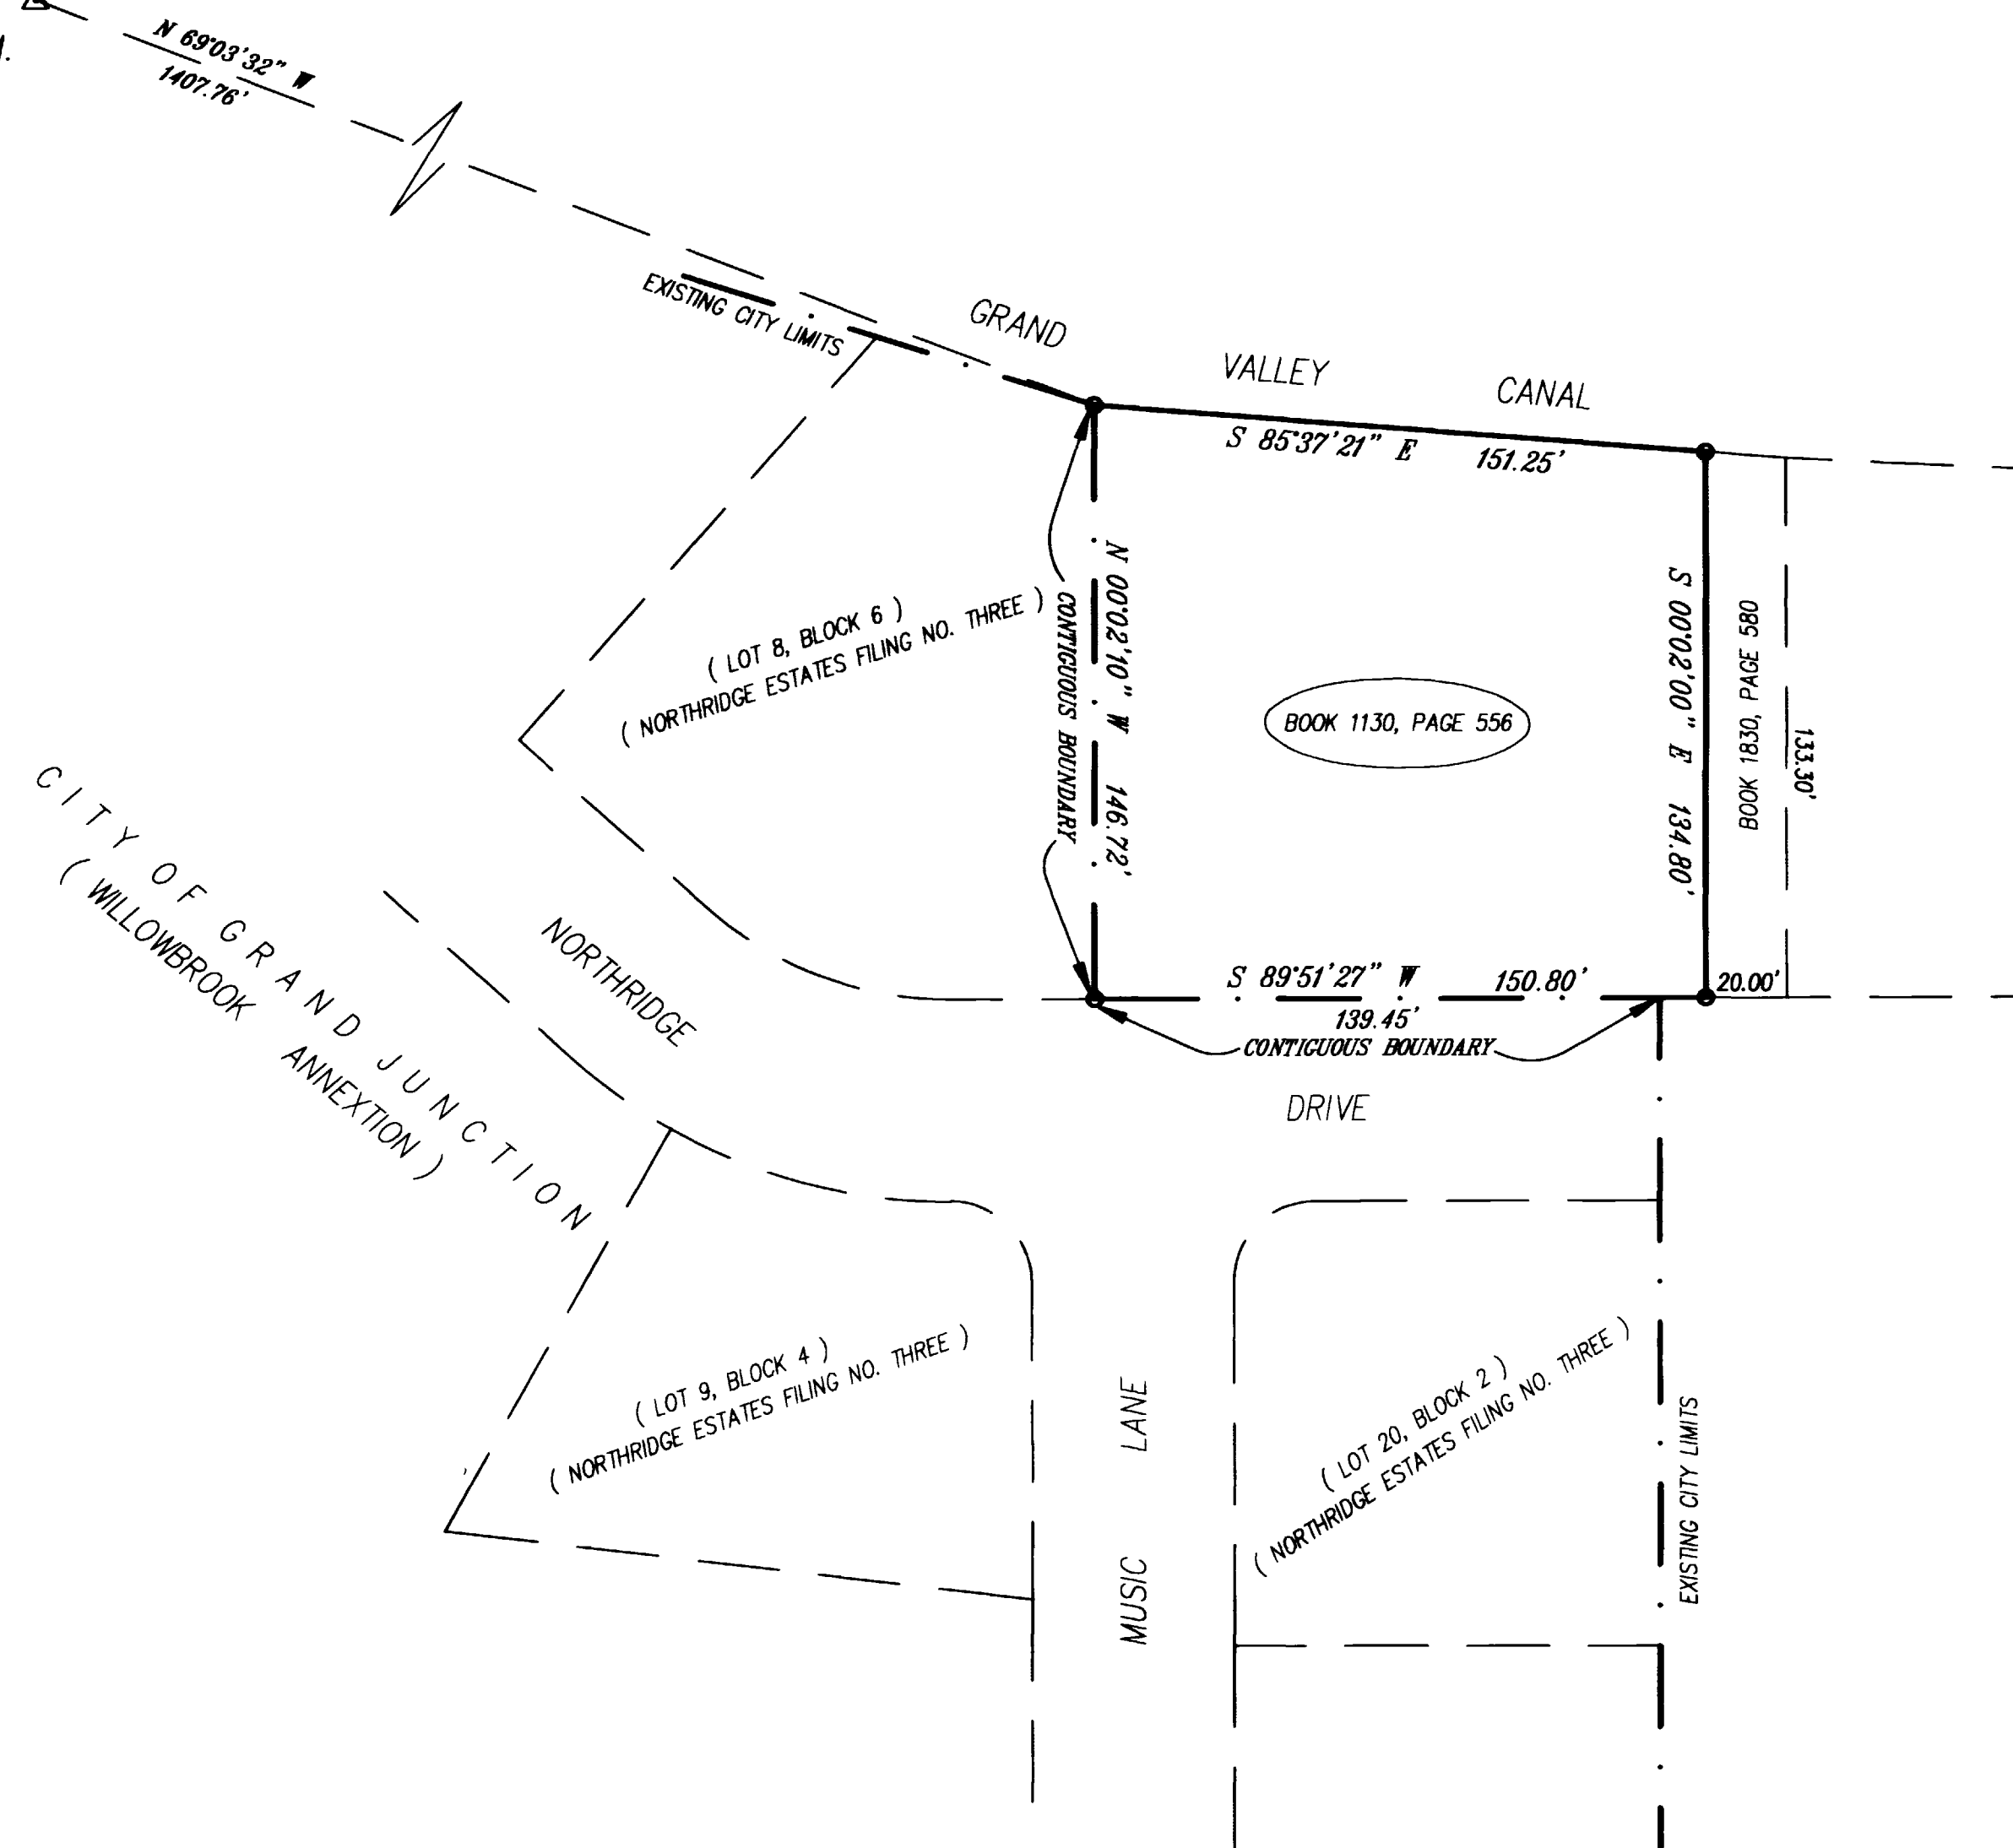 N 69°03'32" W
1407.76'
EXISTING CITY LIMITS
GRAND VALLEY CANAL
S 85°37'21" E 151.25'
N 00°02'10" W 146.72'
CONTIGUOUS BOUNDARY
S 00°02'00" E 134.80'
BOOK 1830, PAGE 580
133.30'
( LOT 8, BLOCK 6 )
( NORTHRIDGE ESTATES FILING NO. THREE )
BOOK 1130, PAGE 556
S 89°51'27" W 150.80'
20.00'
139.45'
CONTIGUOUS BOUNDARY
CITY OF GRAND JUNCTION
( WILLOWBROOK ANNEXTION )
NORTHRIDGE DRIVE
( LOT 9, BLOCK 4 )
( NORTHRIDGE ESTATES FILING NO. THREE )
MUSIC LANE
( LOT 20, BLOCK 2 )
( NORTHRIDGE ESTATES FILING NO. THREE )
EXISTING CITY LIMITS